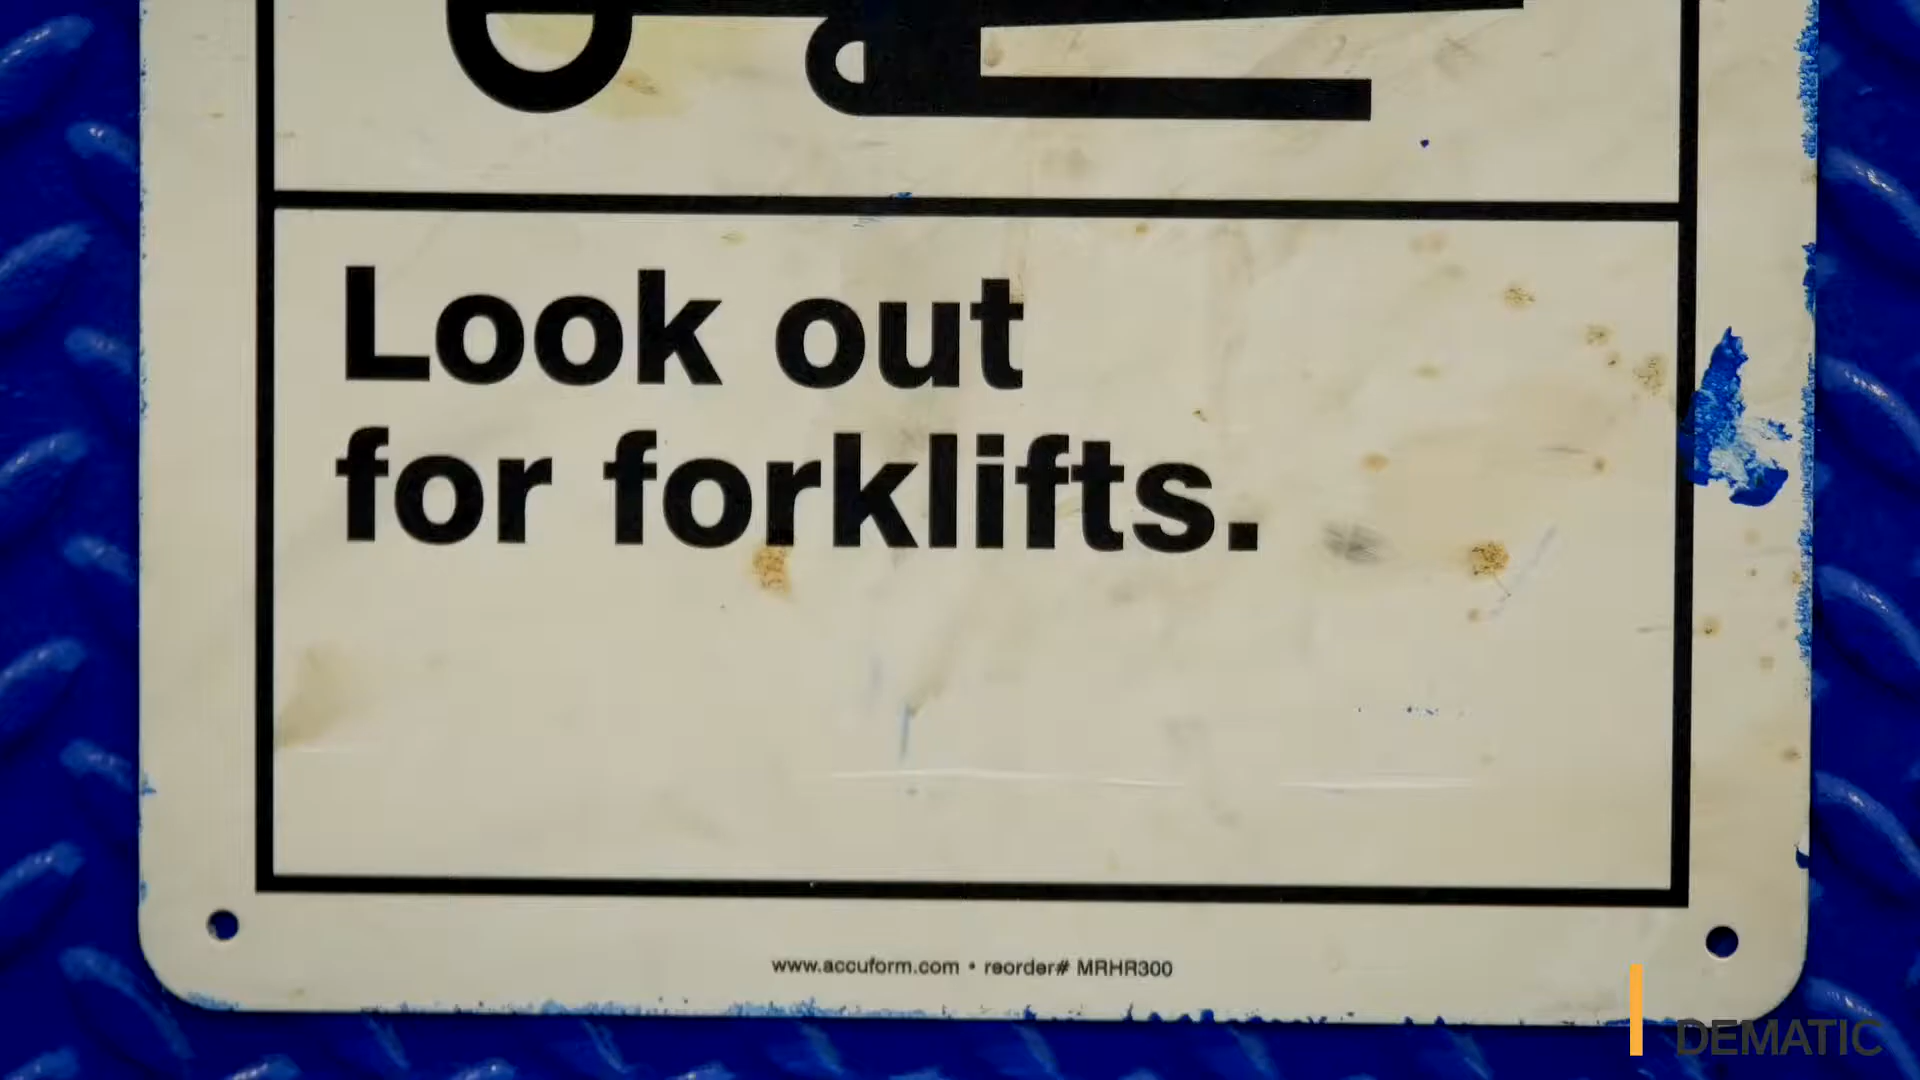 Look out
for forklifts.
www.accuform.com • reorder# MRHR300
DEMATIC